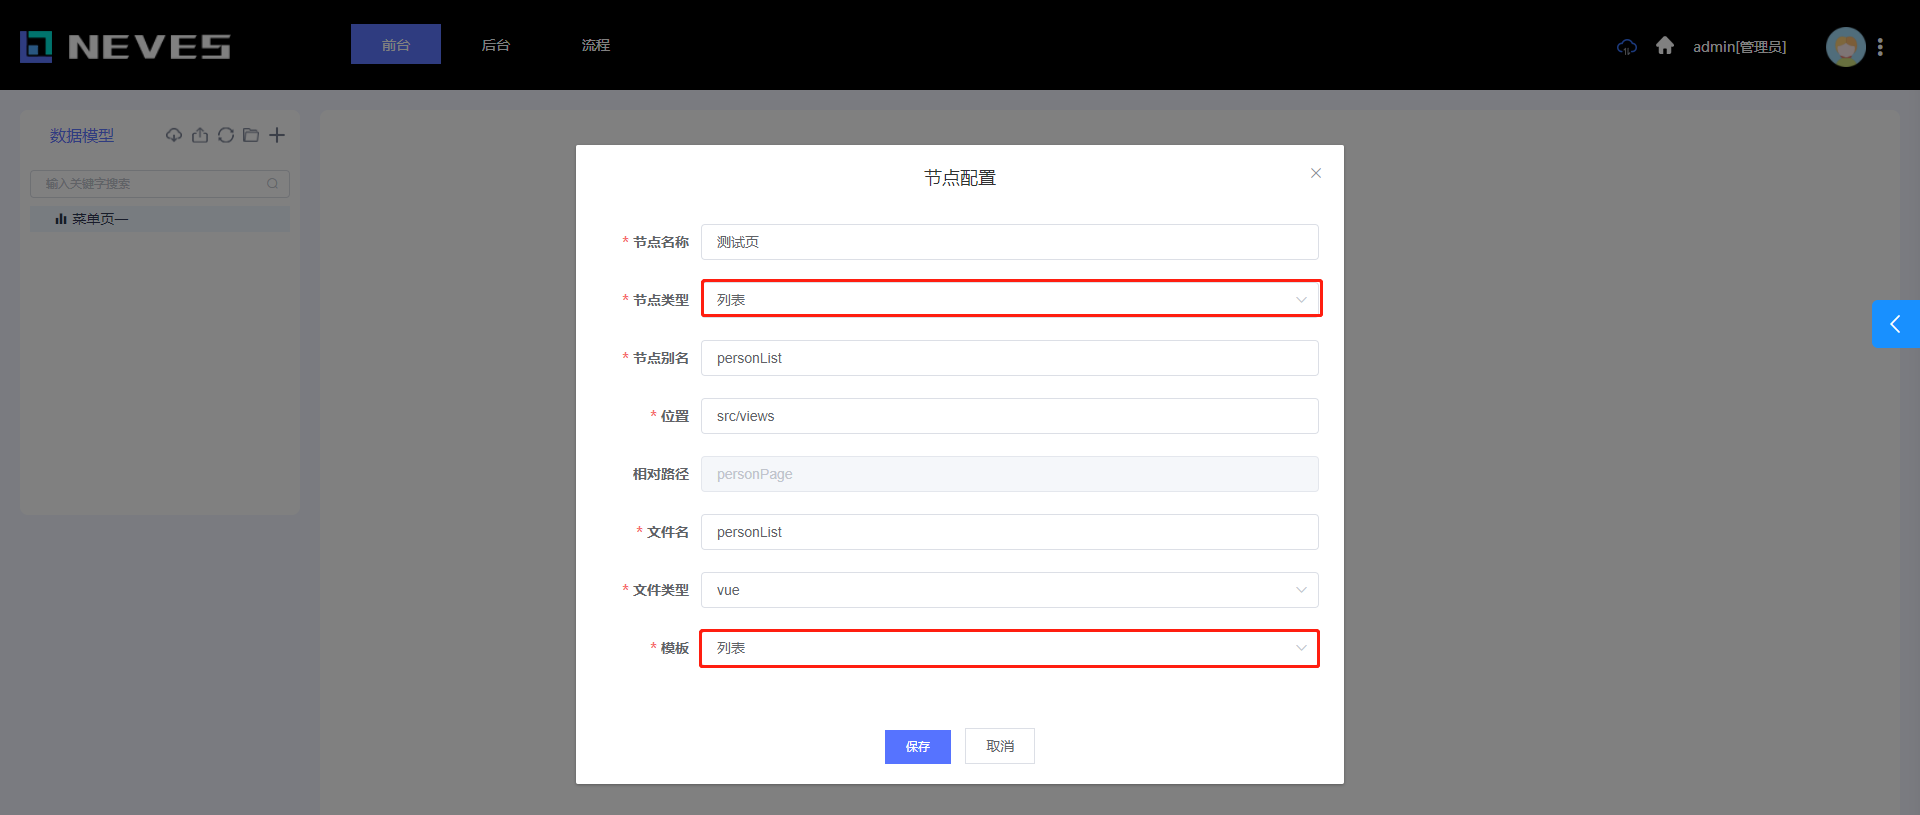 NEVES
前台
后台
流程
admin[管理员]
数据模型
输入关键字搜索
菜单页一
节点配置
* 节点名称 测试页
* 节点类型 列表
* 节点别名 personList
* 位置 src/views
相对路径 personPage
* 文件名 personList
* 文件类型 vue
* 模板 列表
保存
取消